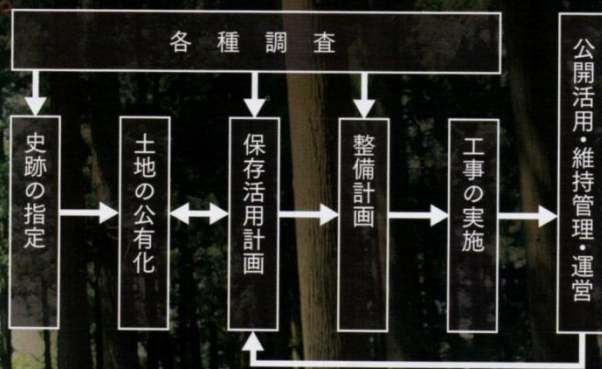 各種調査
史跡の指定
土地の公有化
保存活用計画
整備計画
工事の実施
公開活用・維持管理・運営